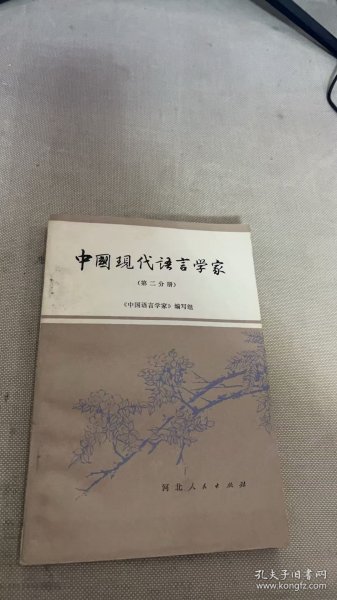 中國现代语言学家
(第二分册)
《中国语言学家》编写组
河北人民出版社
孔夫子旧书网
www.kongfz.com